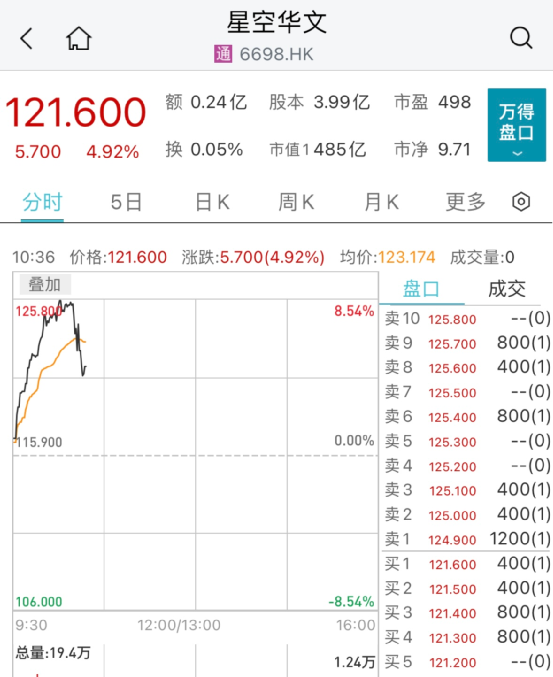 星空华文
通 6698.HK
121.600
5.700 4.92%
额 0.24亿 股本 3.99亿 市盈 498
换 0.05% 市值1 485亿 市净 9.71
万得
盘口
分时 5日 日K 周K 月K 更多
10:36 价格:121.600 涨跌:5.700(4.92%) 均价:123.174 成交量:0
叠加
125.800 8.54%
115.900 0.00%
106.000 -8.54%
9:30 12:00/13:00 16:00
总量:19.4万
1.24万
盘口 成交
卖10 125.800 --(0)
卖9 125.700 800(1)
卖8 125.600 400(1)
卖7 125.500 --(0)
卖6 125.400 800(1)
卖5 125.300 --(0)
卖4 125.200 --(0)
卖3 125.100 400(1)
卖2 125.000 400(1)
卖1 124.900 1200(1)
买1 121.600 400(1)
买2 121.500 400(1)
买3 121.400 800(1)
买4 121.300 800(1)
买5 121.200 --(0)